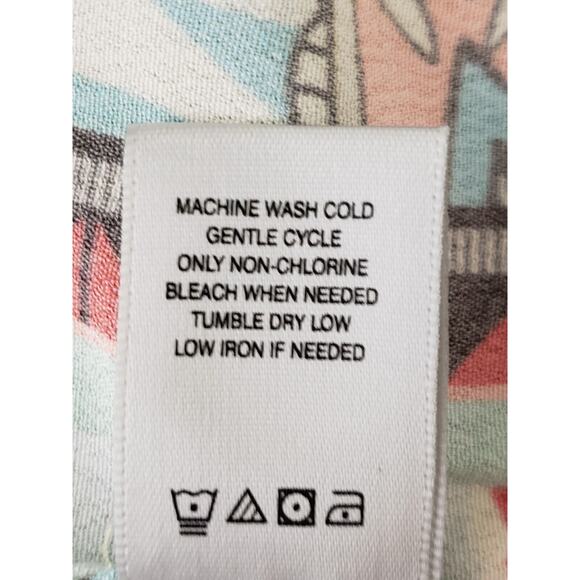 MACHINE WASH COLD
GENTLE CYCLE
ONLY NON-CHLORINE
BLEACH WHEN NEEDED
TUMBLE DRY LOW
LOW IRON IF NEEDED